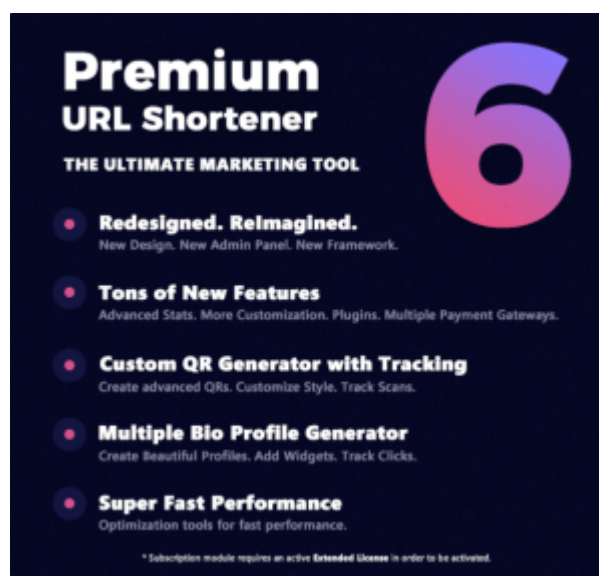 Premium
URL Shortener
THE ULTIMATE MARKETING TOOL
6
Redesigned. ReImagined.
New Design. New Admin Panel. New Framework.
Tons of New Features
Advanced Stats. More Customization. Plugins. Multiple Payment Gateways.
Custom QR Generator with Tracking
Create advanced QRs. Customize Style. Track Scans.
Multiple Bio Profile Generator
Create Beautiful Profiles. Add Widgets. Track Clicks.
Super Fast Performance
Optimization tools for fast performance.
* Subscription module requires an active Extended License in order to be activated.